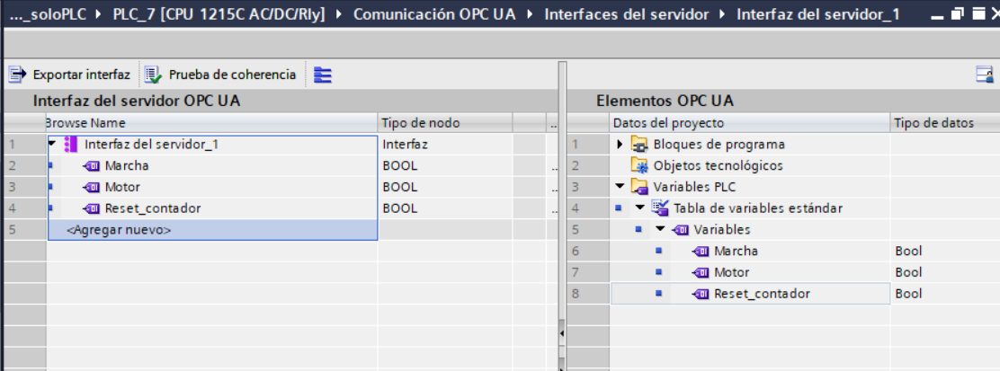 ..._soloPLC ▸ PLC_7 [CPU 1215C AC/DC/Rly] ▸ Comunicación OPC UA ▸ Interfaces del servidor ▸ Interfaz del servidor_1
Exportar interfaz Prueba de coherencia
Interfaz del servidor OPC UA
Browse Name Tipo de nodo ...
1 Interfaz del servidor_1 Interfaz
2 Marcha BOOL ...
3 Motor BOOL ...
4 Reset_contador BOOL ...
5 <Agregar nuevo>
Elementos OPC UA
Datos del proyecto Tipo de datos
1 Bloques de programa
2 Objetos tecnológicos
3 Variables PLC
4 Tabla de variables estándar
5 Variables
6 Marcha Bool
7 Motor Bool
8 Reset_contador Bool